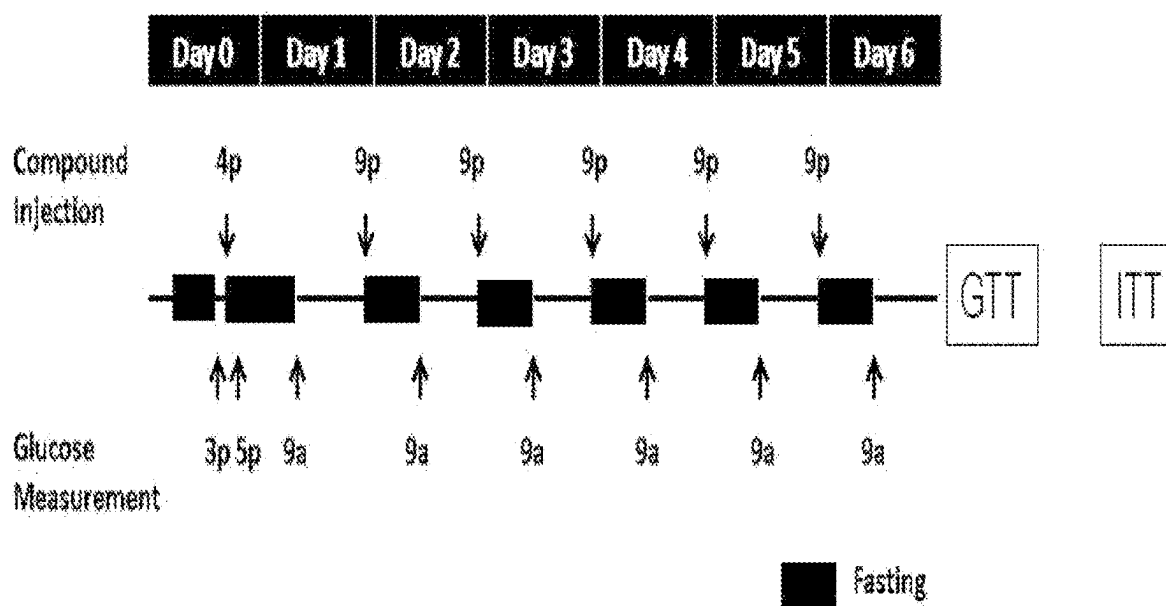 Day 0 Day 1 Day 2 Day 3 Day 4 Day 5 Day 6
Compound
Injection
4p 9p 9p 9p 9p 9p
GTT ITT
Glucose
Measurement
3p 5p 9a 9a 9a 9a 9a 9a
Fasting